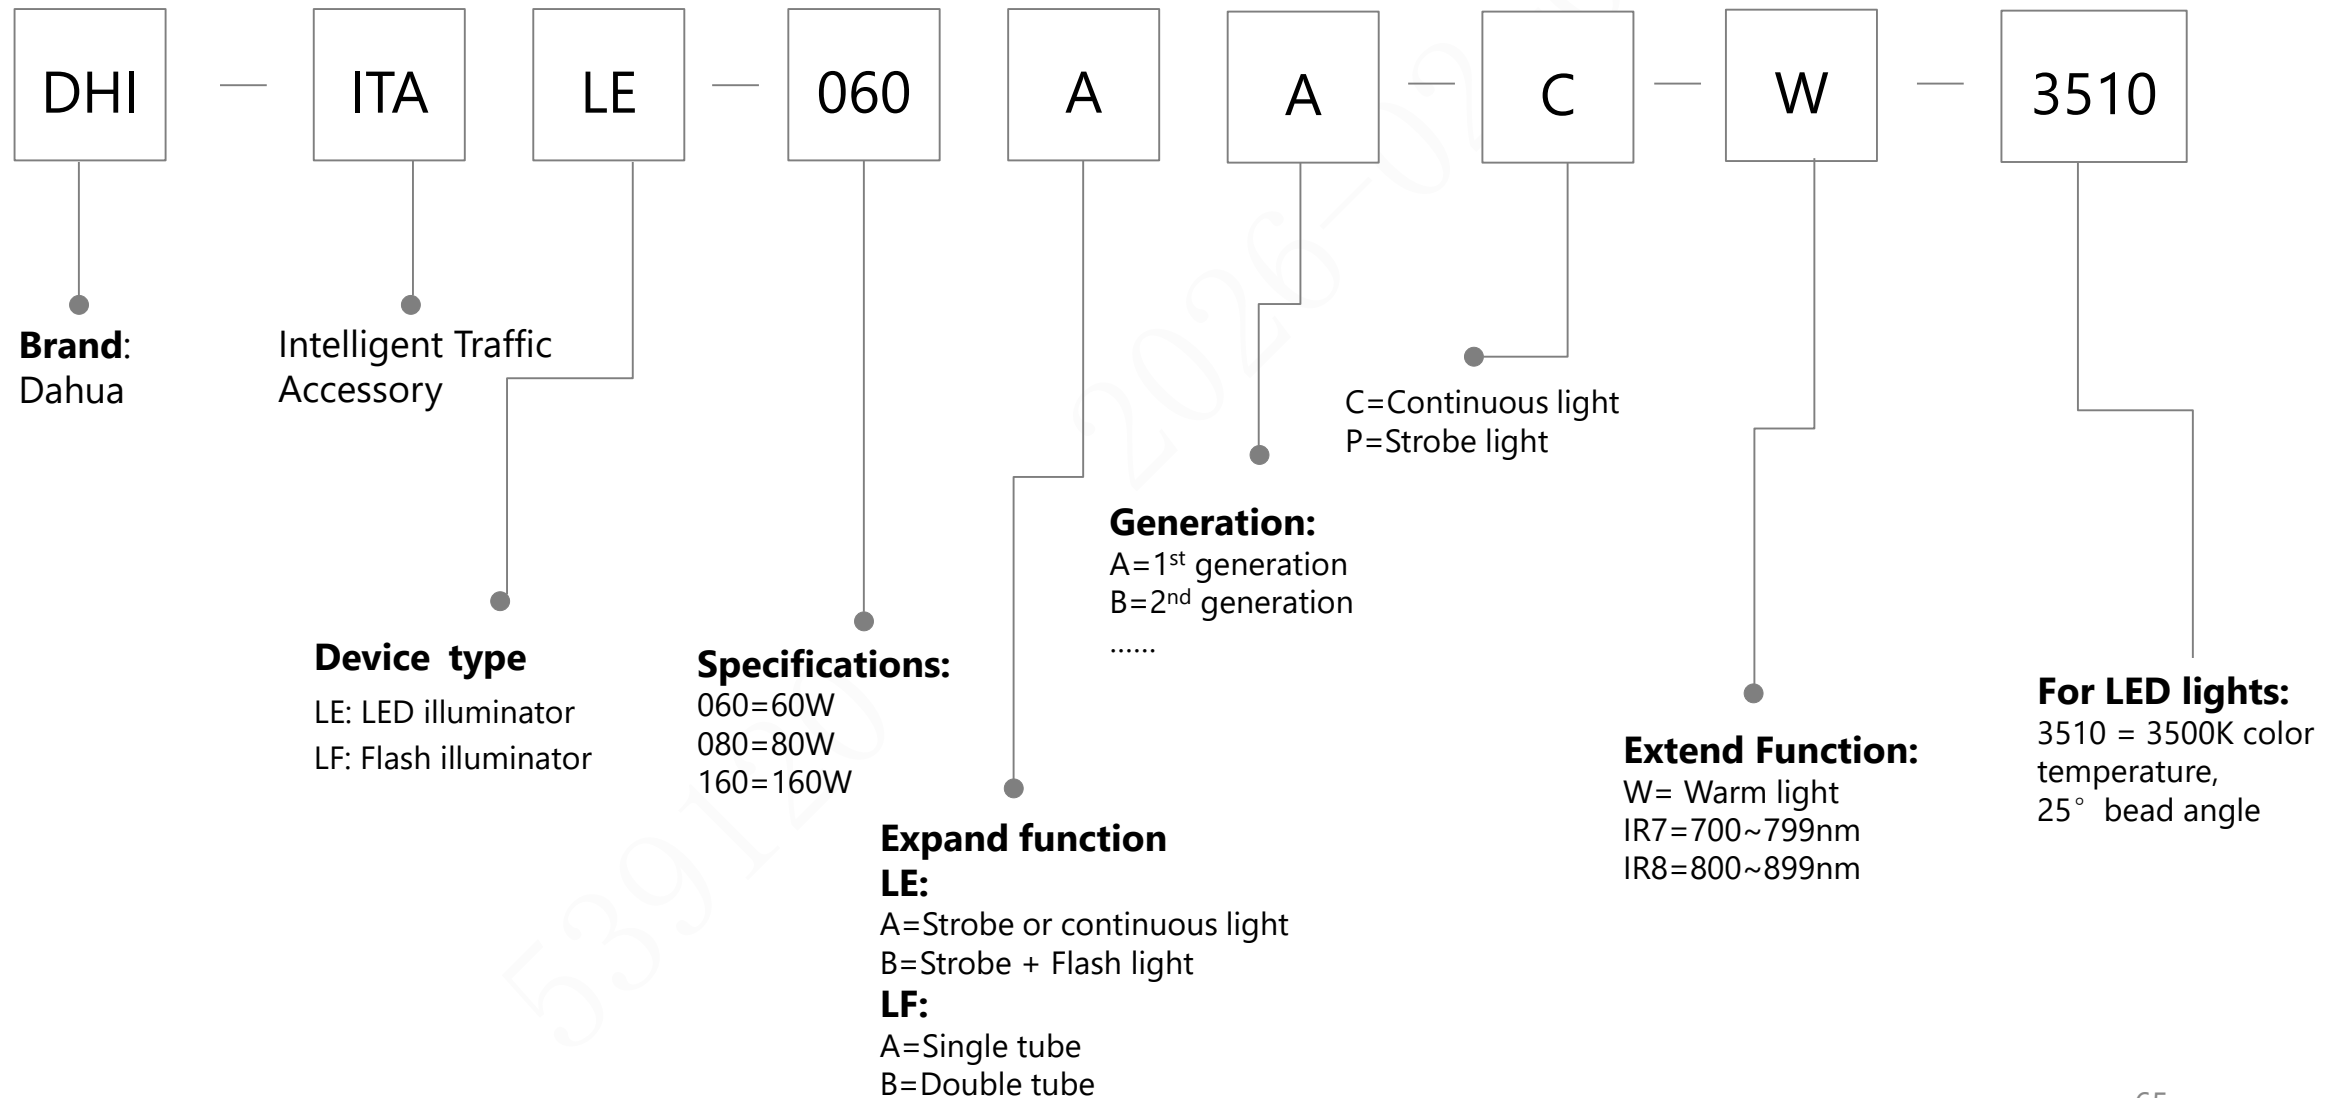 DHI — ITA LE — 060 A A — C — W — 3510
Brand:
Dahua
Intelligent Traffic
Accessory
Device type
LE: LED illuminator
LF: Flash illuminator
Specifications:
060=60W
080=80W
160=160W
Expand function
LE:
A=Strobe or continuous light
B=Strobe + Flash light
LF:
A=Single tube
B=Double tube
Generation:
A=1st generation
B=2nd generation
......
C=Continuous light
P=Strobe light
Extend Function:
W= Warm light
IR7=700~799nm
IR8=800~899nm
For LED lights:
3510 = 3500K color
temperature,
25° bead angle
539120